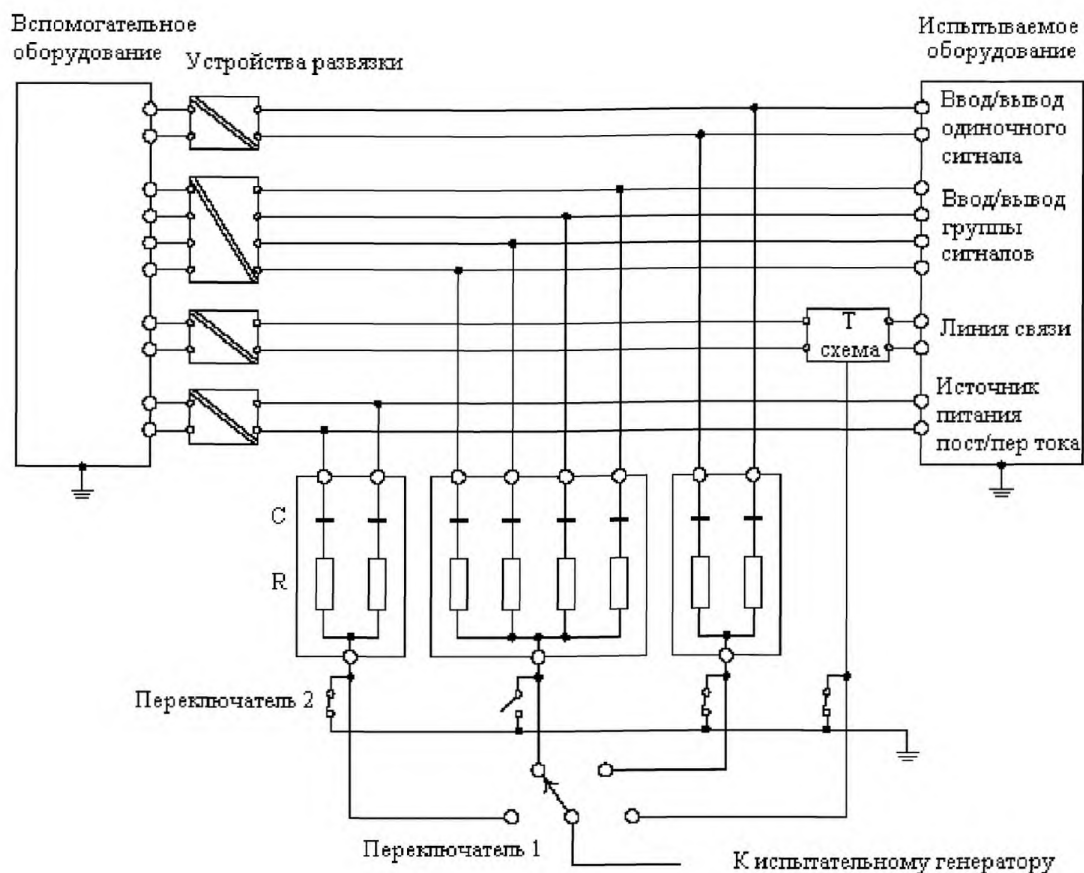 Вспомогательное
оборудование
Устройства развязки
Испытываемое
оборудование
Ввод/вывод
одиночного
сигнала
Ввод/вывод
группы
сигналов
Т
схема
Линия связи
Источник
питания
пост/пер тока
C
R
Переключатель 2
Переключатель 1
К испытательному генератору